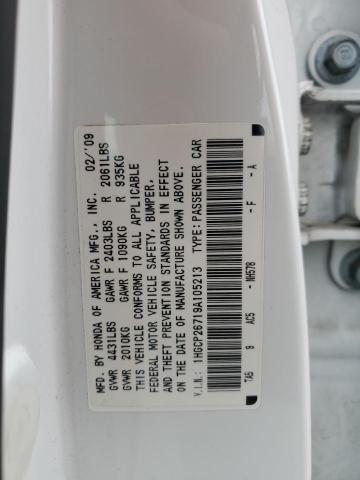 MFD. BY HONDA OF AMERICA MFG., INC. 02/'09
GVWR 4431LBS GAWR F 2403LBS R 2061LBS
GVWR 2010KG GAWR F 1090KG R 935KG
THIS VEHICLE CONFORMS TO ALL APPLICABLE
FEDERAL MOTOR VEHICLE SAFETY, BUMPER,
AND THEFT PREVENTION STANDARDS IN EFFECT
ON THE DATE OF MANUFACTURE SHOWN ABOVE.
V.I.N.: 1HGCP26719A105213 TYPE: PASSENGER CAR
TA5 9 AC5 - NH578 - F - A